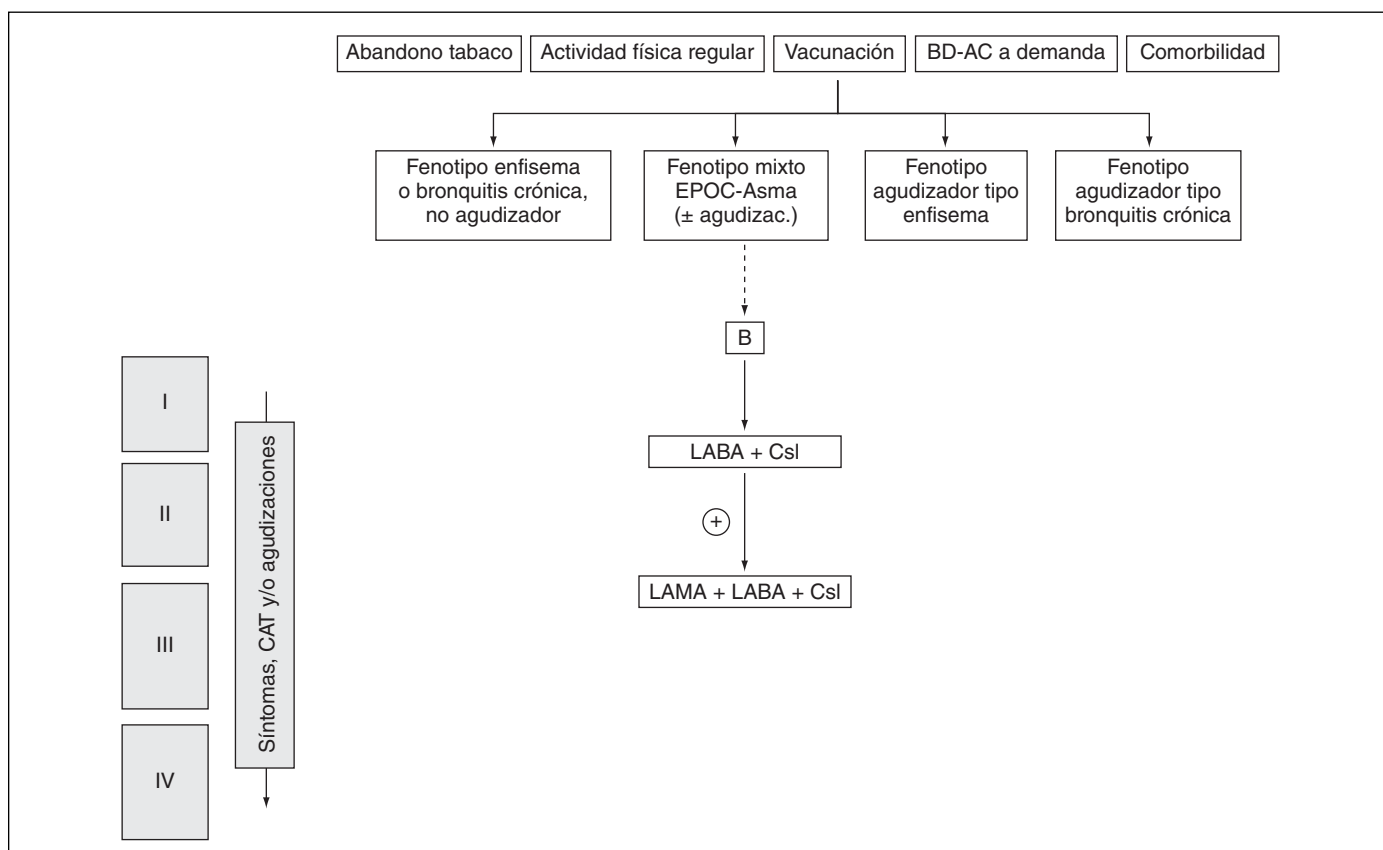 Abandono tabaco
Actividad física regular
Vacunación
BD-AC a demanda
Comorbilidad
Fenotipo enfisema
o bronquitis crónica,
no agudizador
Fenotipo mixto
EPOC-Asma
(± agudizac.)
Fenotipo
agudizador tipo
enfisema
Fenotipo
agudizador tipo
bronquitis crónica
B
I
LABA + CsI
II
+
LAMA + LABA + CsI
III
IV
Síntomas, CAT y/o agudizaciones